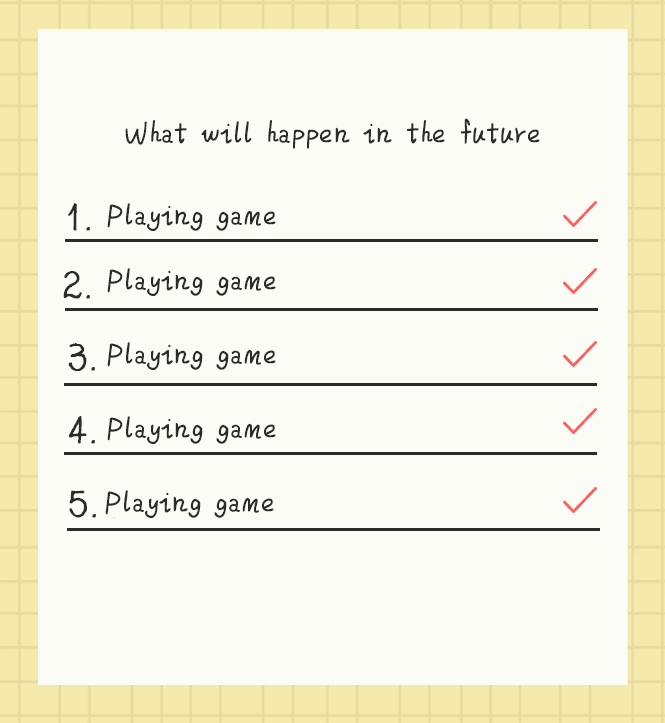 What will happen in the future
1. Playing game
2. Playing game
3. Playing game
4. Playing game
5. Playing game